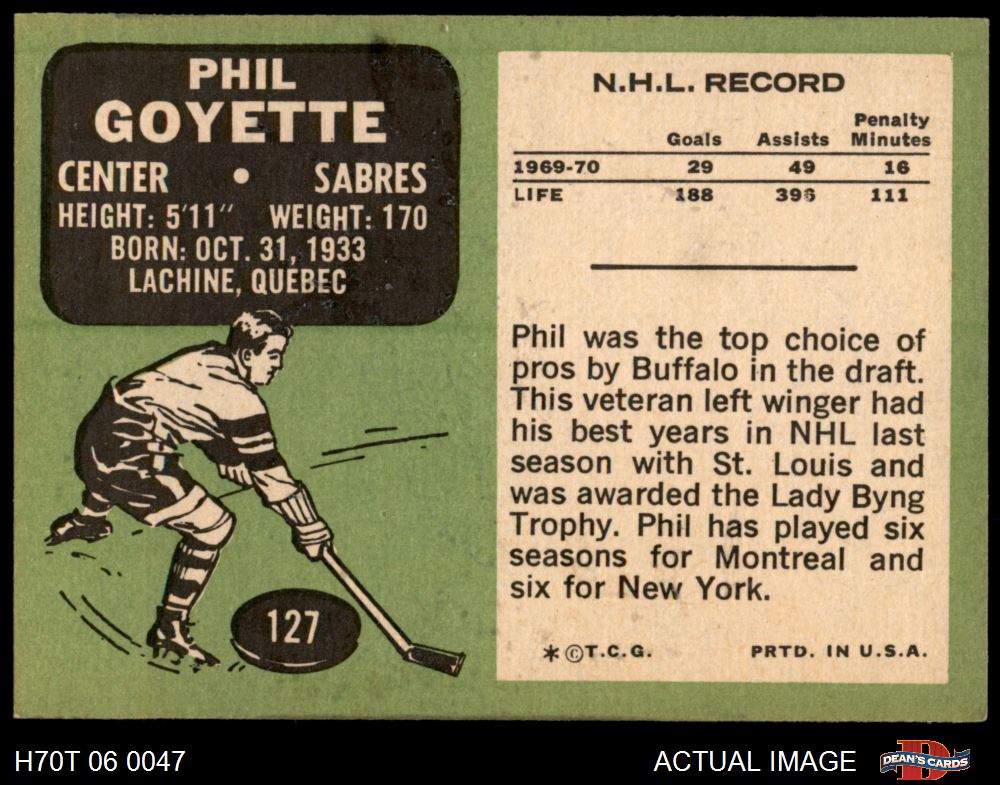 PHIL
GOYETTE
CENTER • SABRES
HEIGHT: 5'11" WEIGHT: 170
BORN: OCT. 31, 1933
LACHINE, QUEBEC
127
N.H.L. RECORD
Goals Assists Penalty Minutes
1969-70 29 49 16
LIFE 188 396 111
Phil was the top choice of
pros by Buffalo in the draft.
This veteran left winger had
his best years in NHL last
season with St. Louis and
was awarded the Lady Byng
Trophy. Phil has played six
seasons for Montreal and
six for New York.
*©T.C.G. PRTD. IN U.S.A.
H70T 06 0047
ACTUAL IMAGE
D
DEAN'S CARDS